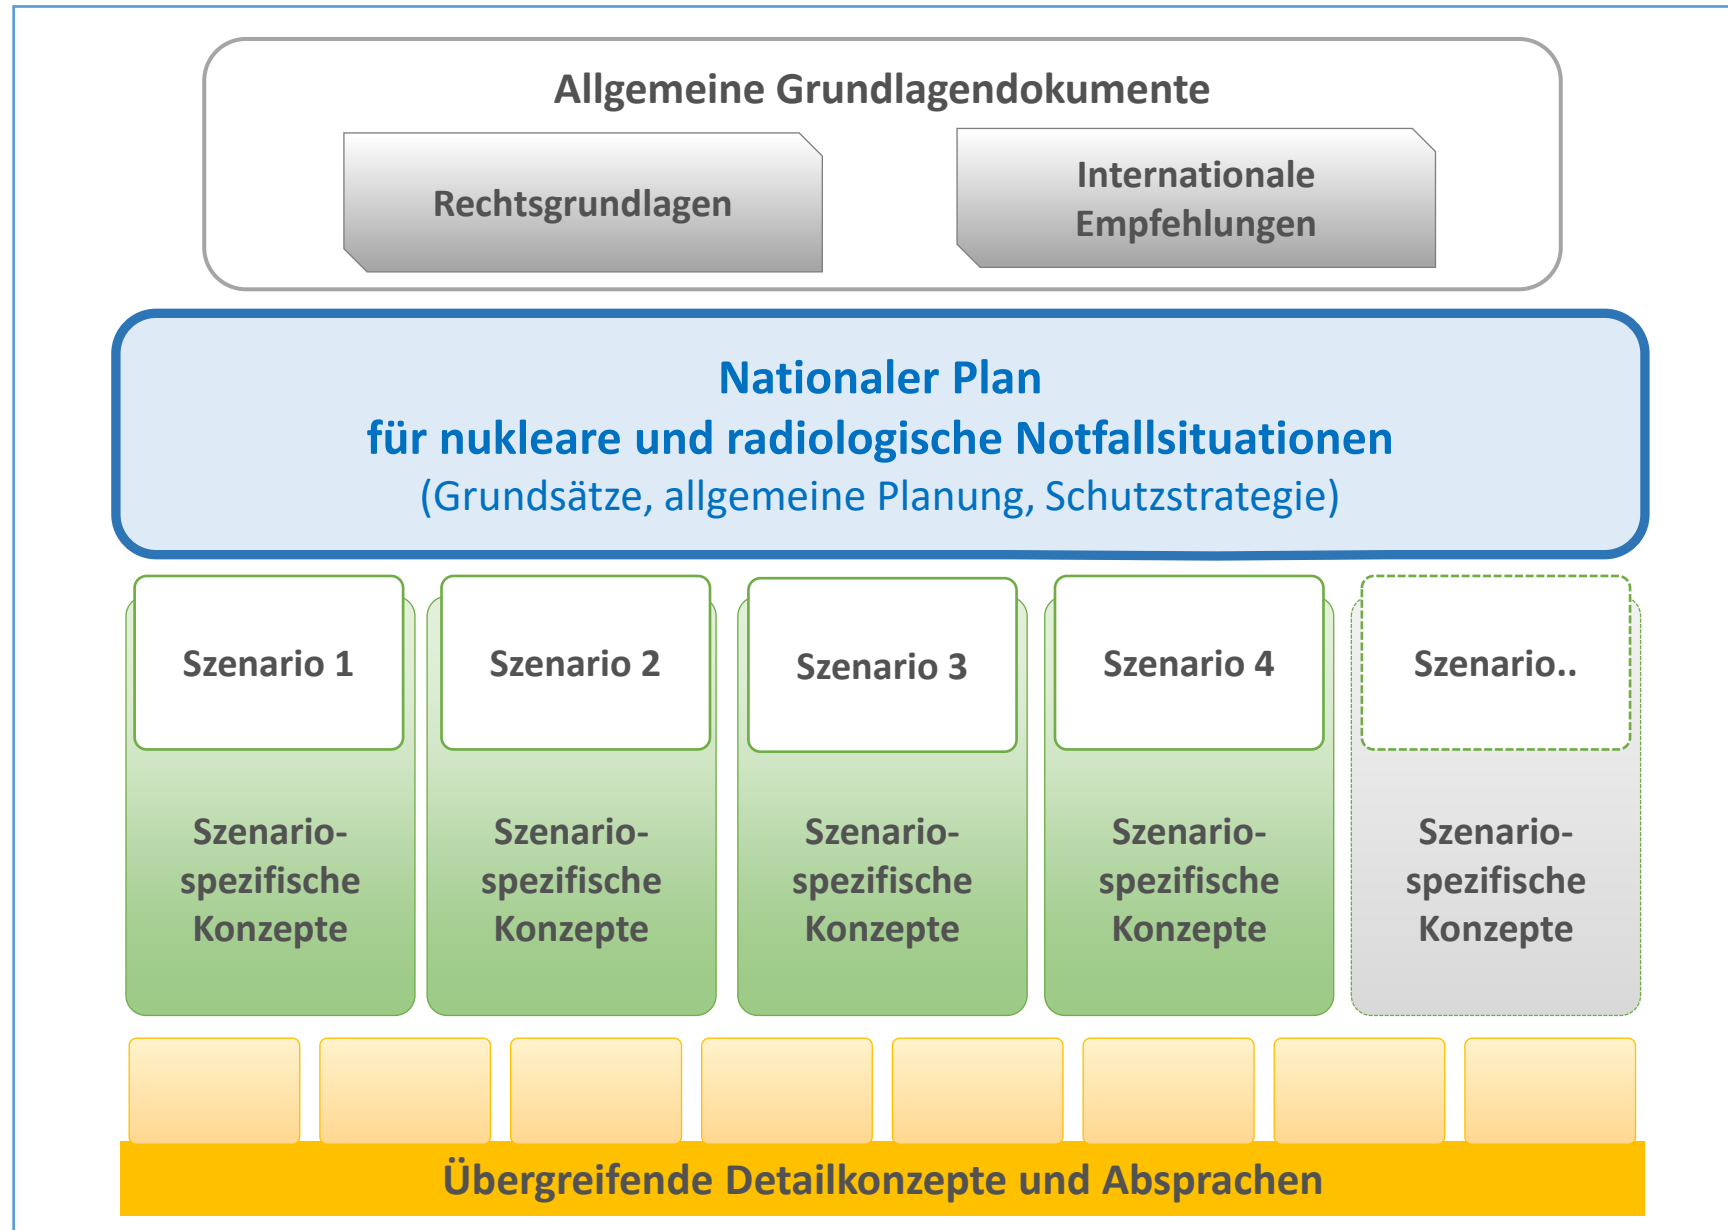 Allgemeine Grundlagendokumente
Rechtsgrundlagen
Internationale
Empfehlungen
Nationaler Plan
für nukleare und radiologische Notfallsituationen
(Grundsätze, allgemeine Planung, Schutzstrategie)
Szenario 1
Szenario 2
Szenario 3
Szenario 4
Szenario..
Szenario-
spezifische
Konzepte
Szenario-
spezifische
Konzepte
Szenario-
spezifische
Konzepte
Szenario-
spezifische
Konzepte
Szenario-
spezifische
Konzepte
Übergreifende Detailkonzepte und Absprachen